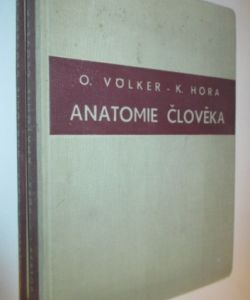 O. VÖLKER - K. HORA
ANATOMIE ČLOVĚKA